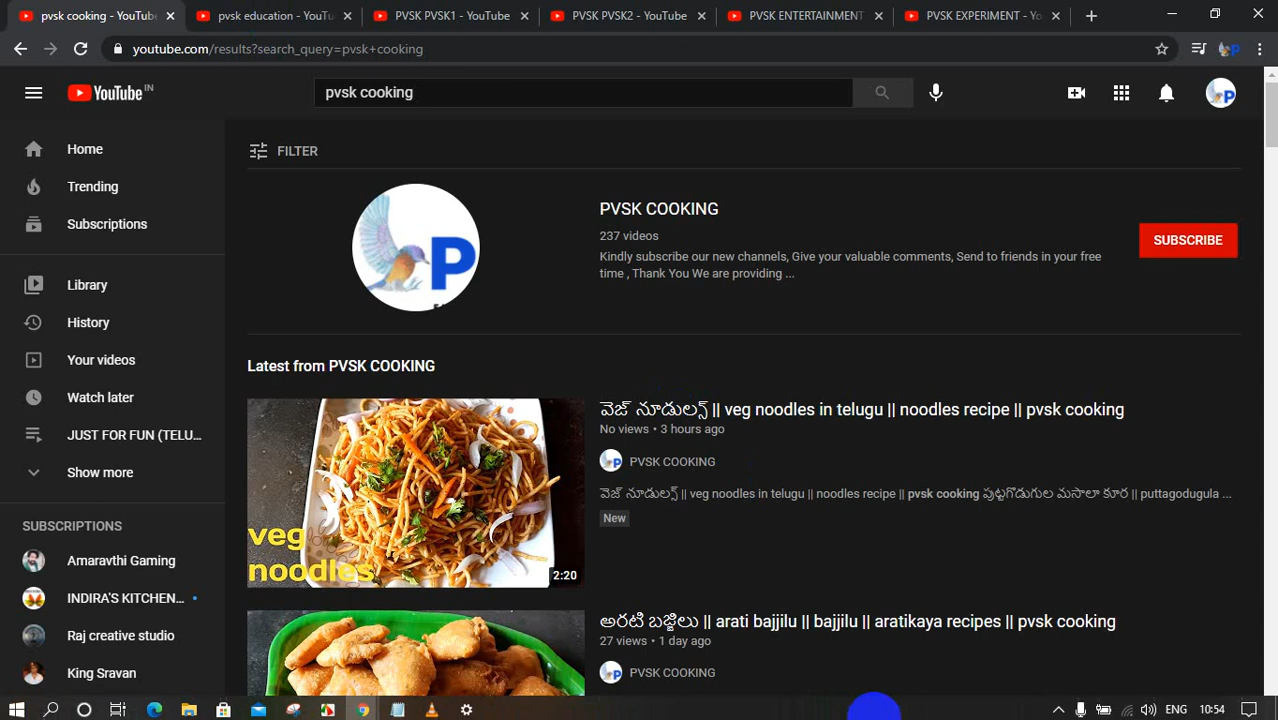 pvsk cooking - YouTube
pvsk education - YouTu
PVSK PVSK1 - YouTube
PVSK PVSK2 - YouTube
PVSK ENTERTAINMENT
PVSK EXPERIMENT - Yo
youtube.com/results?search_query=pvsk+cooking
YouTube IN
pvsk cooking
Home
Trending
Subscriptions
Library
History
Your videos
Watch later
JUST FOR FUN (TELU...
Show more
SUBSCRIPTIONS
Amaravthi Gaming
INDIRA'S KITCHEN...
Raj creative studio
King Sravan
FILTER
P
PVSK COOKING
237 videos
Kindly subscribe our new channels, Give your valuable comments, Send to friends in your free
time , Thank You We are providing ...
SUBSCRIBE
Latest from PVSK COOKING
veg
noodles
2:20
వెజ్ నూడుల్స్ || veg noodles in telugu || noodles recipe || pvsk cooking
No views • 3 hours ago
PVSK COOKING
వెజ్ నూడుల్స్ || veg noodles in telugu || noodles recipe || pvsk cooking పుట్టగొడుగుల మసాలా కూర || puttagodugula ...
New
అరటి బజ్జిలు || arati bajjilu || bajjilu || aratikaya recipes || pvsk cooking
27 views • 1 day ago
PVSK COOKING
ENG
10:54